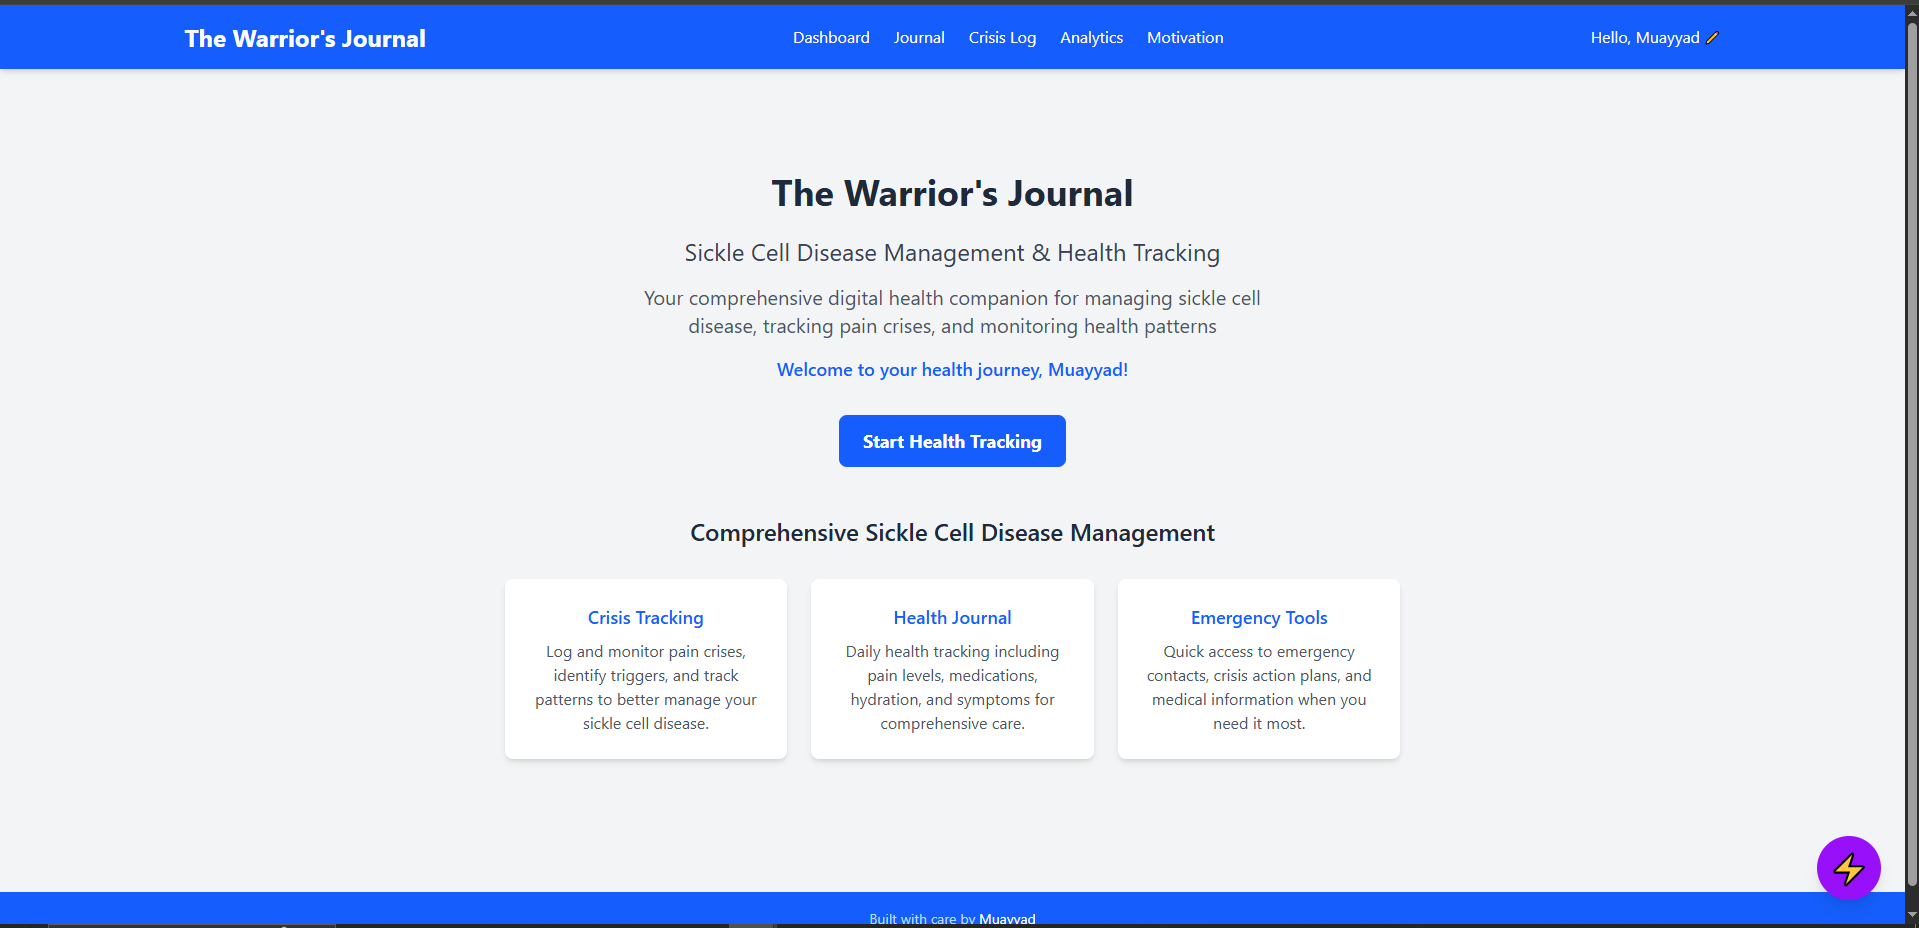 The Warrior's Journal
Dashboard Journal Crisis Log Analytics Motivation
Hello, Muayyad
The Warrior's Journal
Sickle Cell Disease Management & Health Tracking
Your comprehensive digital health companion for managing sickle cell
disease, tracking pain crises, and monitoring health patterns
Welcome to your health journey, Muayyad!
Start Health Tracking
Comprehensive Sickle Cell Disease Management
Crisis Tracking
Log and monitor pain crises,
identify triggers, and track
patterns to better manage your
sickle cell disease.
Health Journal
Daily health tracking including
pain levels, medications,
hydration, and symptoms for
comprehensive care.
Emergency Tools
Quick access to emergency
contacts, crisis action plans, and
medical information when you
need it most.
Built with care by Muayyad